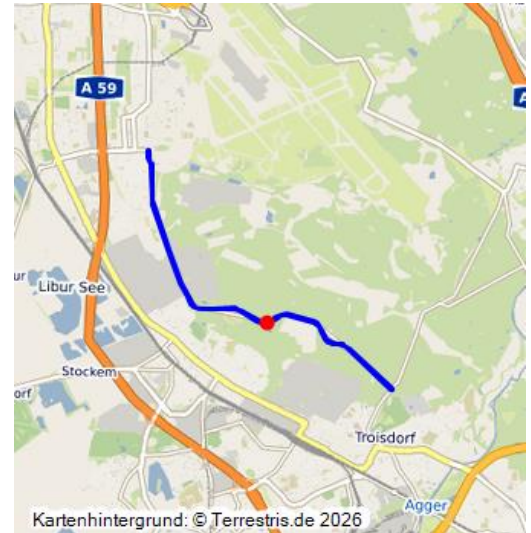 A 59
A
ur
Libur See
Stockem
orf
Troisdorf
Agger
Kartenhintergrund: © Terrestris.de 2026